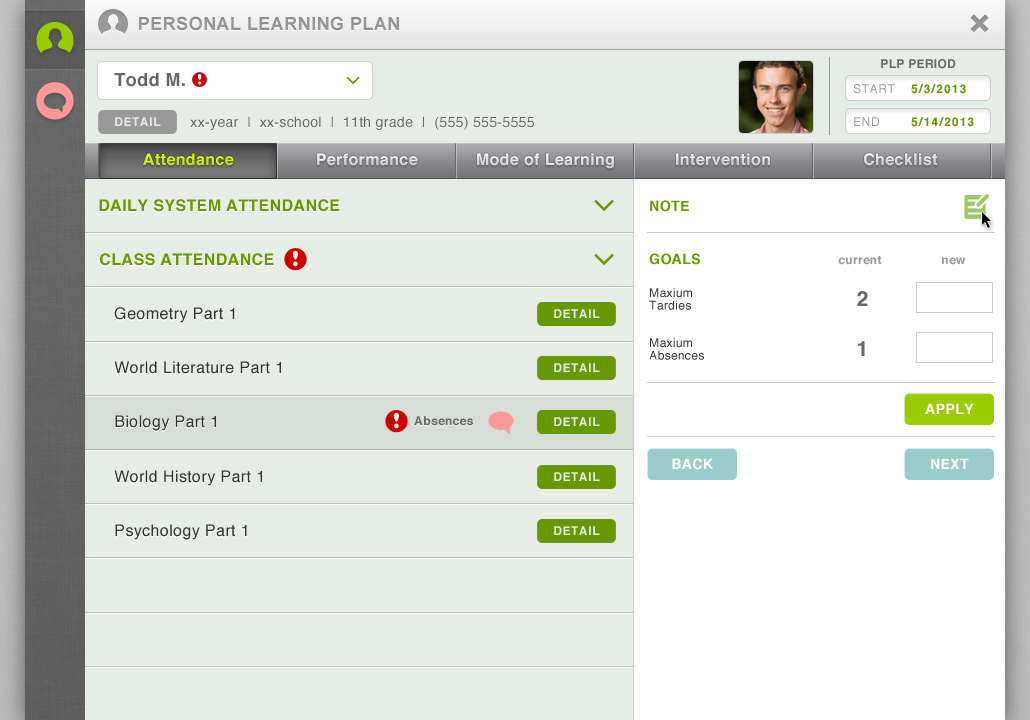 PERSONAL LEARNING PLAN
Todd M.
PLP PERIOD
START 5/3/2013
END 5/14/2013
DETAIL xx-year | xx-school | 11th grade | (555) 555-5555
Attendance Performance Mode of Learning Intervention Checklist
DAILY SYSTEM ATTENDANCE
CLASS ATTENDANCE
Geometry Part 1 DETAIL
World Literature Part 1 DETAIL
Biology Part 1 Absences DETAIL
World History Part 1 DETAIL
Psychology Part 1 DETAIL
NOTE
GOALS current new
Maxium
Tardies
2
Maxium
Absences
1
APPLY
BACK NEXT